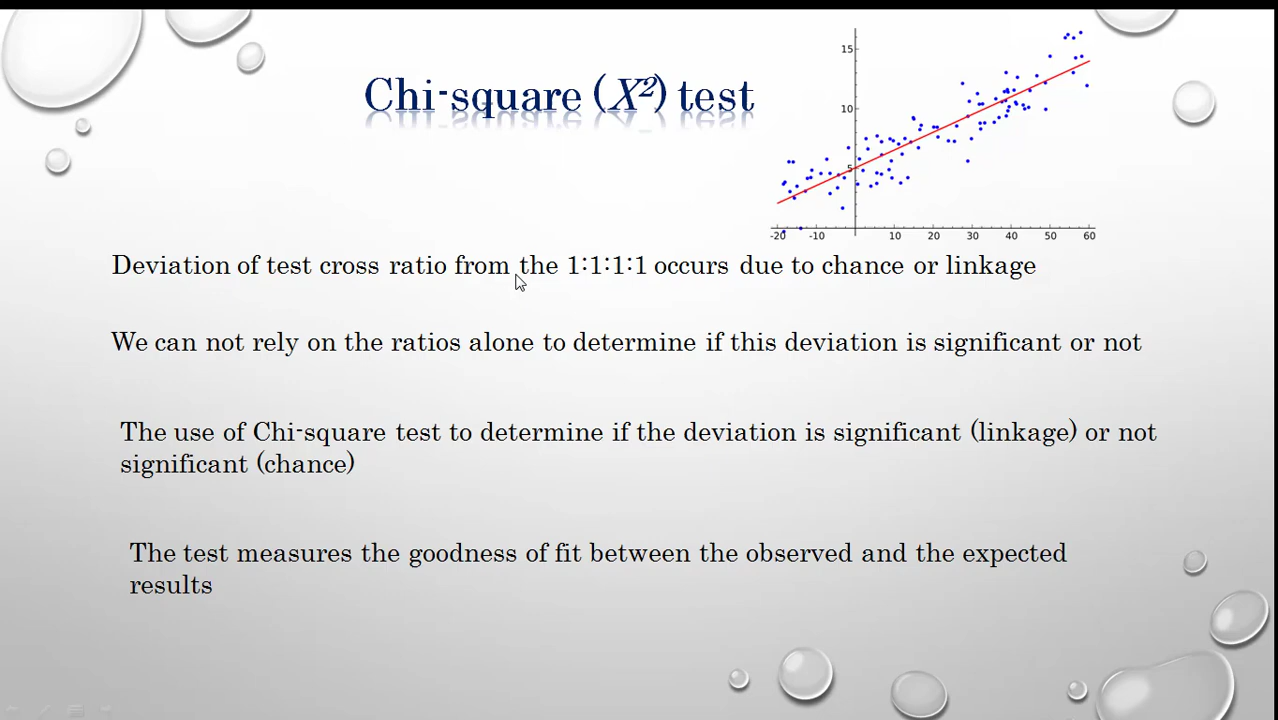 Chi-square (X²) test
15
10
5
-20 -10 10 20 30 40 50 60
Deviation of test cross ratio from the 1:1:1:1 occurs due to chance or linkage
We can not rely on the ratios alone to determine if this deviation is significant or not
The use of Chi-square test to determine if the deviation is significant (linkage) or not
significant (chance)
The test measures the goodness of fit between the observed and the expected
results